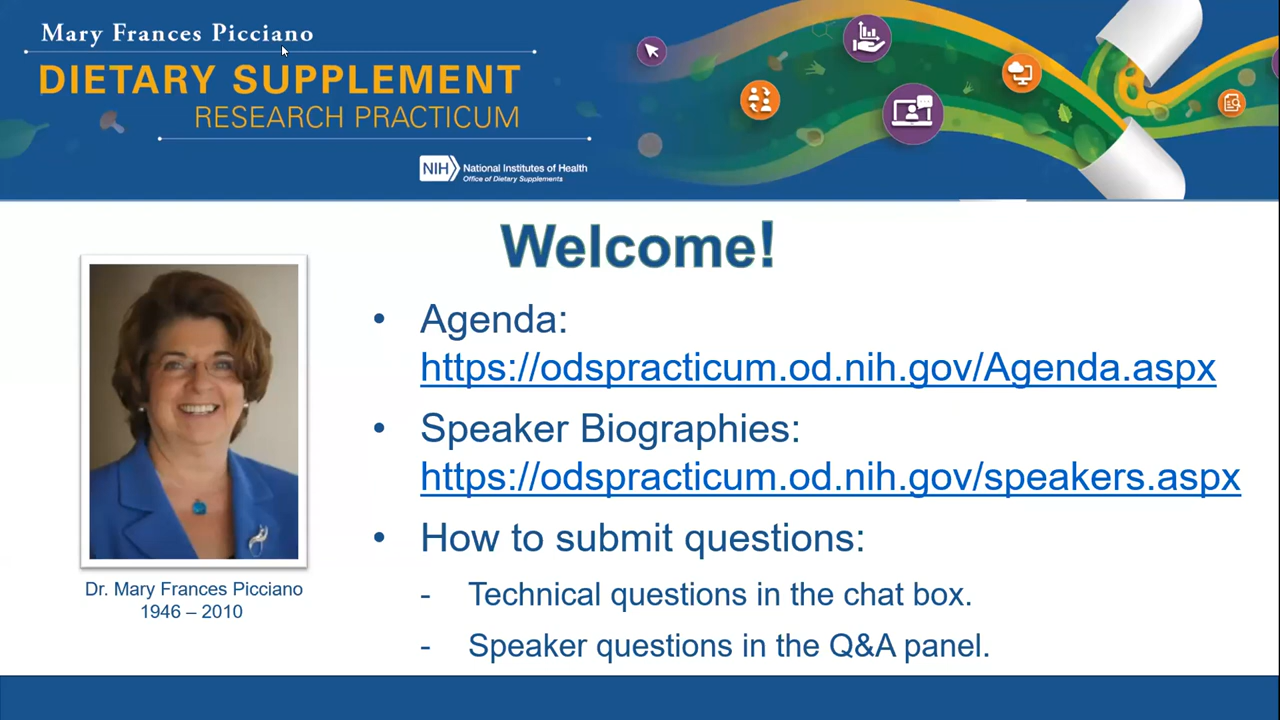 Mary Frances Picciano
DIETARY SUPPLEMENT
RESEARCH PRACTICUM
NIH National Institutes of Health
Office of Dietary Supplements
Welcome!
• Agenda:
https://odspracticum.od.nih.gov/Agenda.aspx
• Speaker Biographies:
https://odspracticum.od.nih.gov/speakers.aspx
• How to submit questions:
- Technical questions in the chat box.
- Speaker questions in the Q&A panel.
Dr. Mary Frances Picciano
1946 – 2010